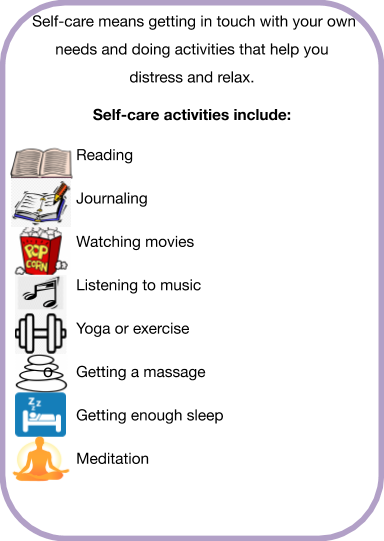 Self-care means getting in touch with your own
needs and doing activities that help you
distress and relax.
Self-care activities include:
Reading
Journaling
Watching movies
POP
CORN
Listening to music
Yoga or exercise
Getting a massage
Getting enough sleep
z z
z
Meditation